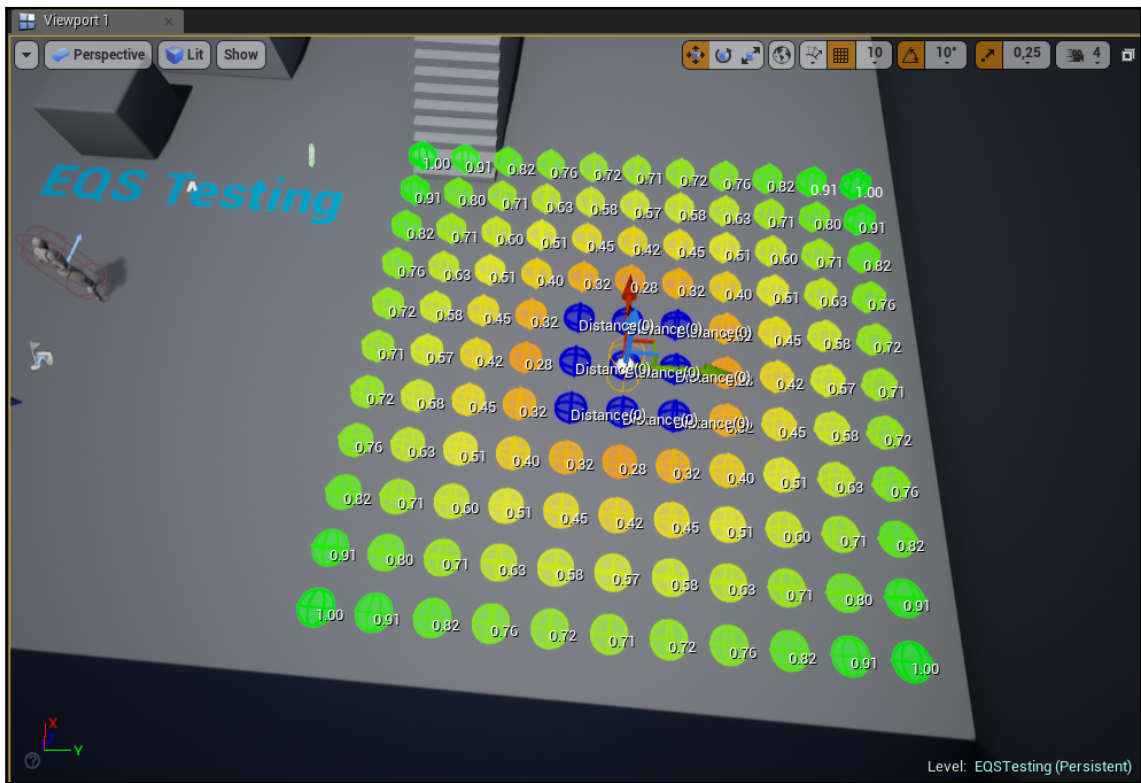 Viewport 1
Perspective Lit Show 10 10° 0,25 4
EQS Testing
1.00 0.91 0.82 0.76 0.72 0.71 0.72 0.76 0.82 0.91 1.00
0.91 0.80 0.71 0.63 0.58 0.57 0.58 0.63 0.71 0.80 0.91
0.82 0.71 0.60 0.51 0.45 0.42 0.45 0.51 0.60 0.71 0.82
0.76 0.63 0.51 0.40 0.32 0.28 0.32 0.40 0.51 0.63 0.76
0.72 0.58 0.45 0.32 Distance(0) Distance(0) Distance(0) 0.45 0.58 0.72
0.71 0.57 0.42 0.28 Distance(0) Distance(0) Distance(0) 0.42 0.57 0.71
0.72 0.58 0.45 0.32 Distance(0) Distance(0) Distance(0) 0.45 0.58 0.72
0.76 0.63 0.51 0.40 0.32 0.28 0.32 0.40 0.51 0.63 0.76
0.82 0.71 0.60 0.51 0.45 0.42 0.45 0.51 0.60 0.71 0.82
0.91 0.80 0.71 0.63 0.58 0.57 0.58 0.63 0.71 0.80 0.91
1.00 0.91 0.82 0.76 0.72 0.71 0.72 0.76 0.82 0.91 1.00
X
Z Y
Level: EQSTesting (Persistent)